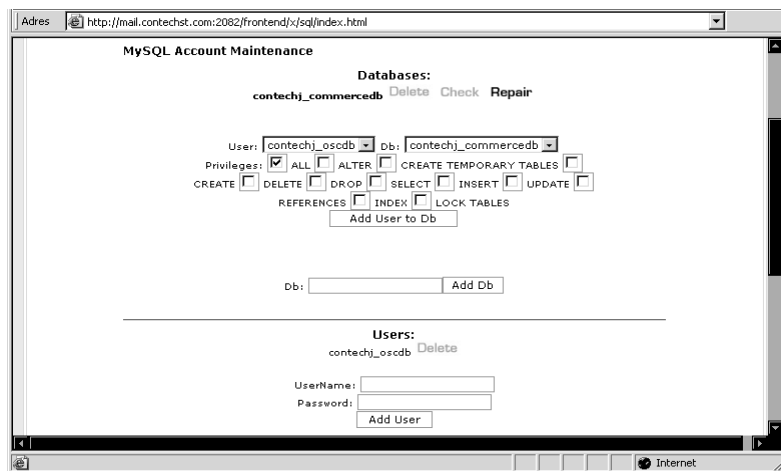 Adres http://mail.contechst.com:2082/frontend/x/sql/index.html
MySQL Account Maintenance
Databases:
contechj_commercedb Delete Check Repair
User: contechj_oscdb Db: contechj_commercedb
Privileges: ALL ALTER CREATE TEMPORARY TABLES
CREATE DELETE DROP SELECT INSERT UPDATE
REFERENCES INDEX LOCK TABLES
Add User to Db
Db: Add Db
Users:
contechj_oscdb Delete
UserName:
Password:
Add User
Internet